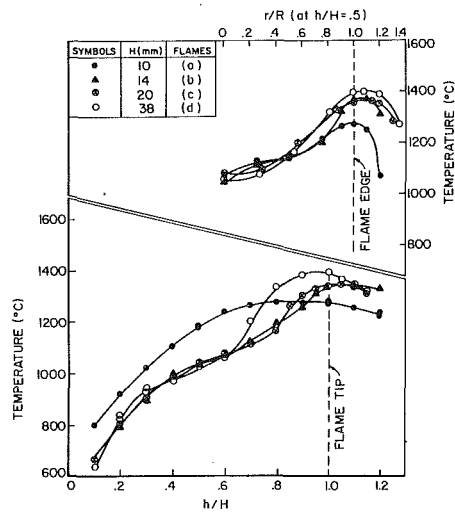 r/R (at h/H=.5)
0 .2 .4 .6 .8 1.0 1.2 1.4
SYMBOLS H(mm) FLAMES
10 (a)
14 (b)
20 (c)
38 (d)
1600
1400
1200
1000
800
TEMPERATURE (°C)
FLAME EDGE
1600
1400
1200
1000
800
600
TEMPERATURE (°C)
FLAME TIP
0 .2 .4 .6 .8 1.0 1.2
h/H